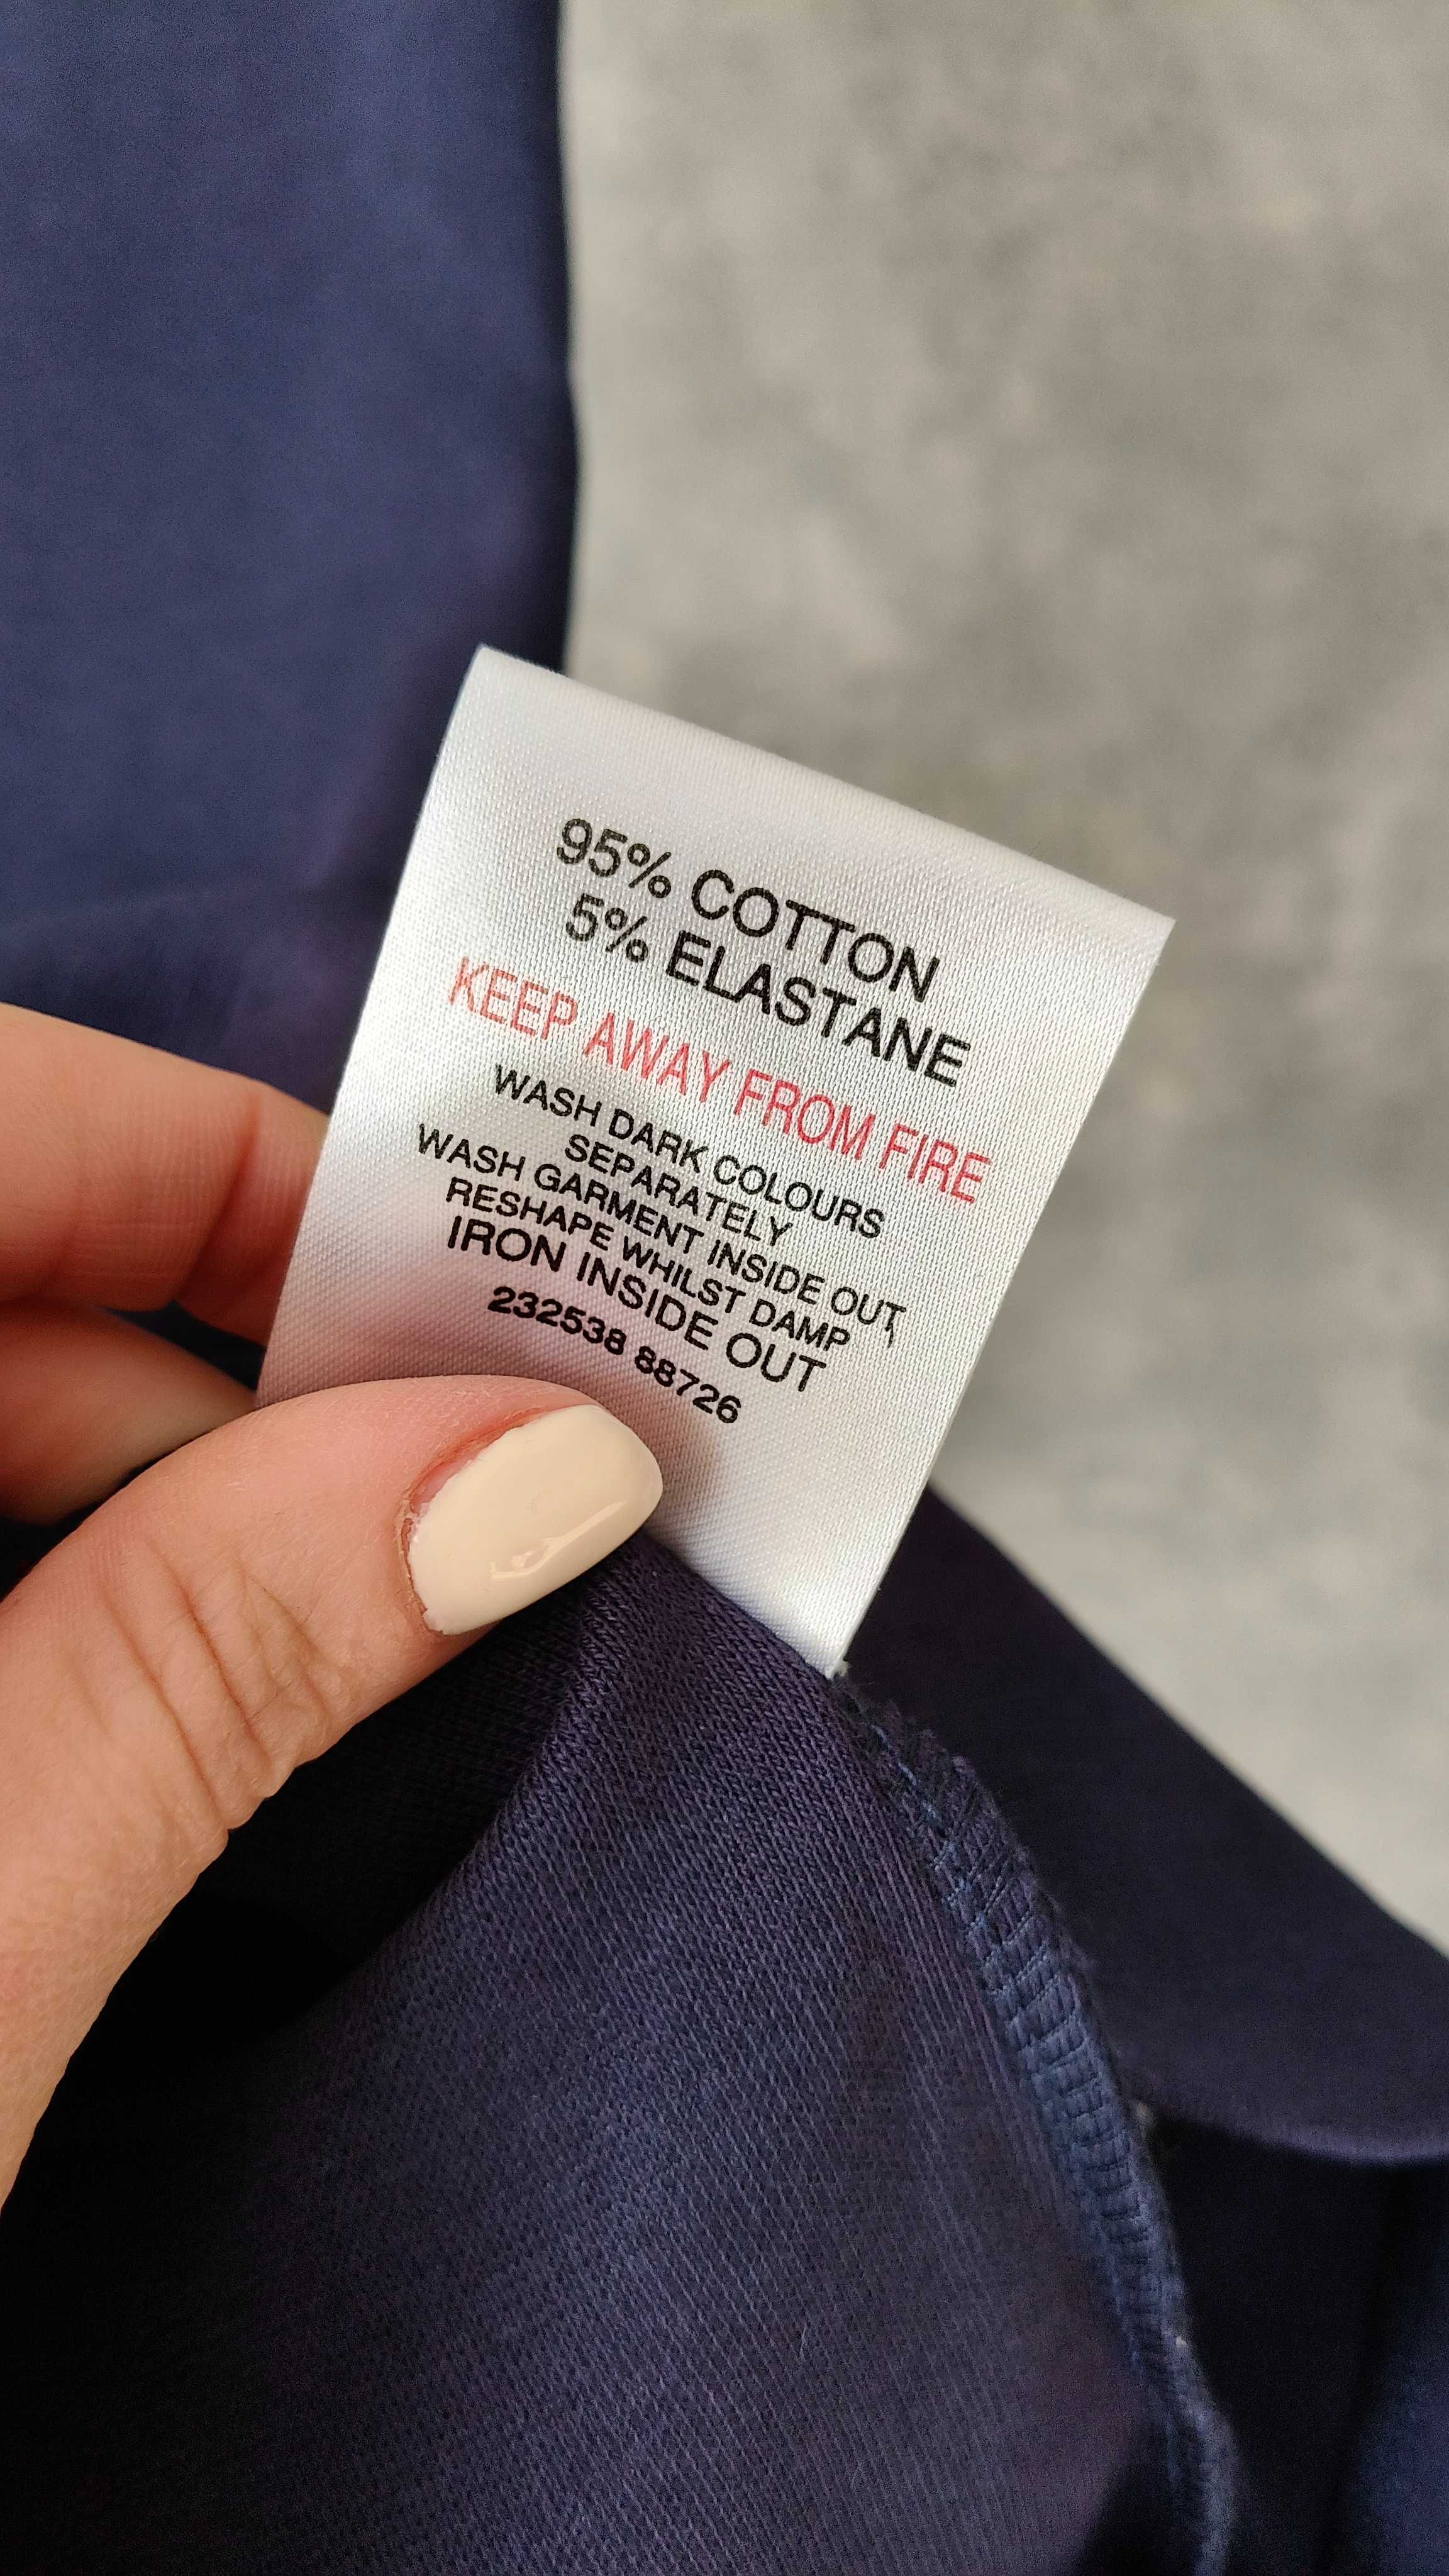 95% COTTON
5% ELASTANE
KEEP AWAY FROM FIRE
WASH DARK COLOURS
SEPARATELY
WASH GARMENT INSIDE OUT
RESHAPE WHILST DAMP
IRON INSIDE OUT
232538 88726